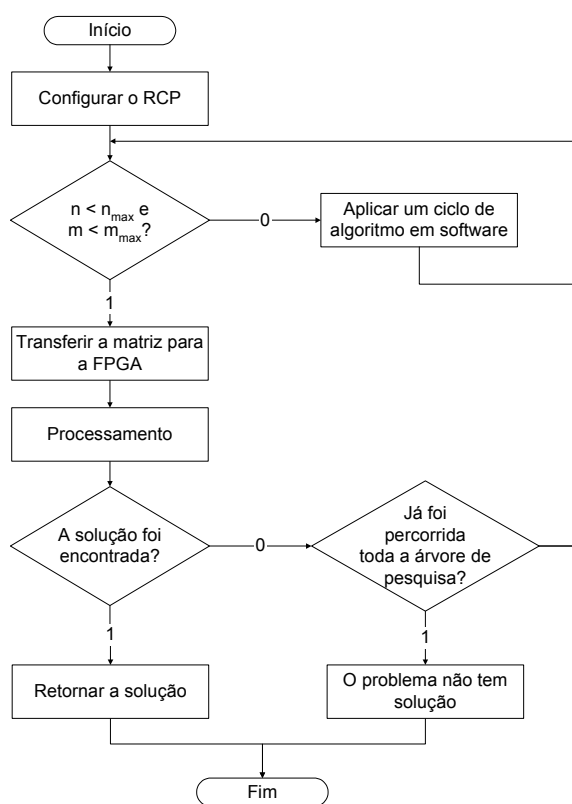 Início
Configurar o RCP
n < nmax e
m < mmax?
0
Aplicar um ciclo de
algoritmo em software
1
Transferir a matriz para
a FPGA
Processamento
A solução foi
encontrada?
0
Já foi
percorrida
toda a árvore de
pesquisa?
1
1
Retornar a solução
O problema não tem
solução
Fim